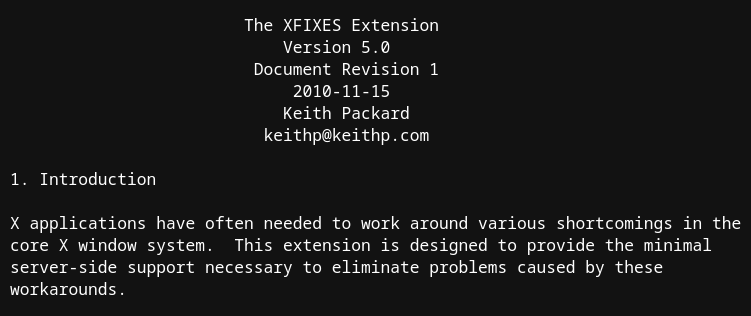 The XFIXES Extension
Version 5.0
Document Revision 1
2010-11-15
Keith Packard
keithp@keithp.com
1. Introduction
X applications have often needed to work around various shortcomings in the
core X window system.  This extension is designed to provide the minimal
server-side support necessary to eliminate problems caused by these
workarounds.